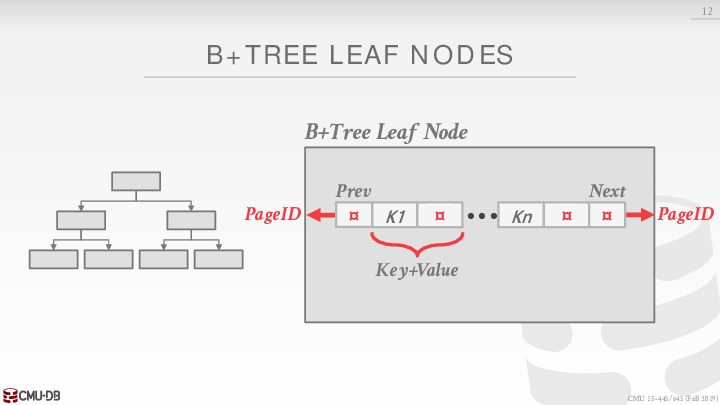 12
B+TREE LEAF NODES
B+Tree Leaf Node
Prev
Next
PageID
¤ K1 ¤ ••• Kn ¤ ¤
PageID
Key+Value
CMU·DB
CMU 15-445/645 (Fall 2019)